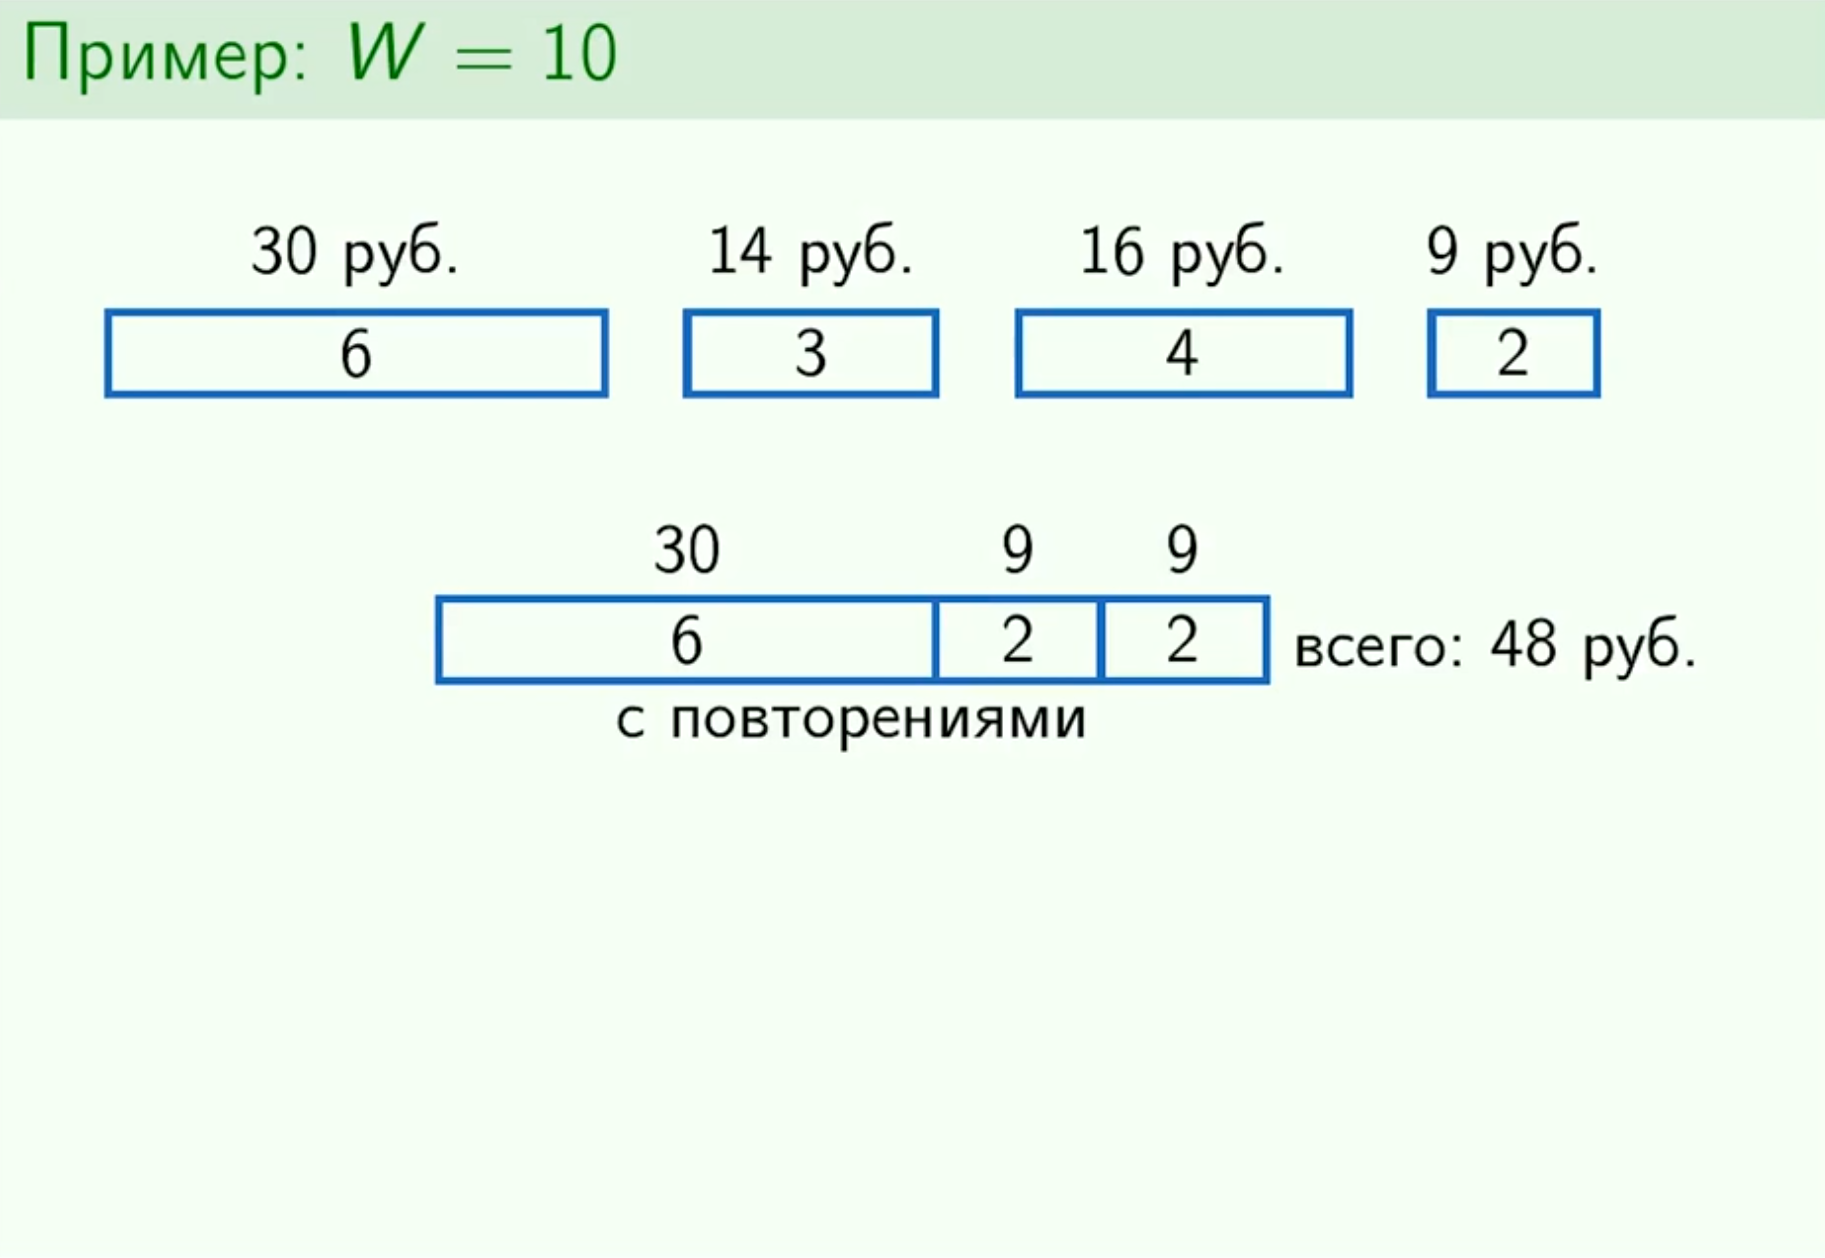 Пример: W = 10
30 руб. 14 руб. 16 руб. 9 руб.
6 3 4 2
30 9 9
6 2 2 всего: 48 руб.
с повторениями